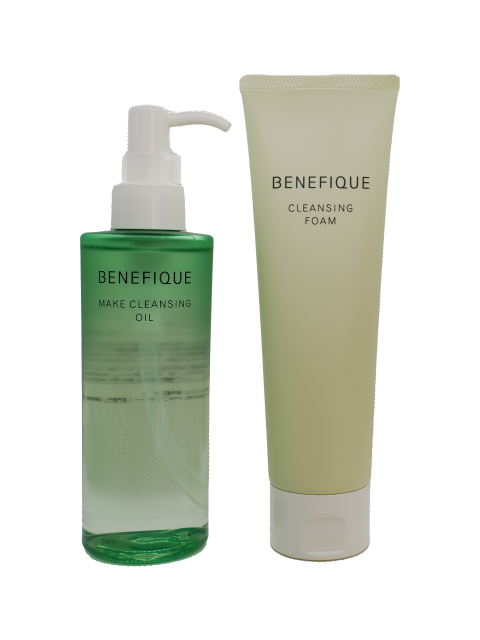 BENEFIQUE
MAKE CLEANSING
OIL
BENEFIQUE
CLEANSING
FOAM